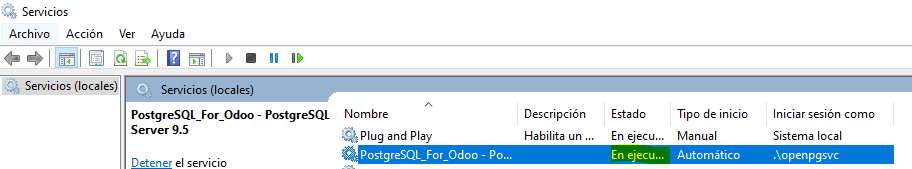 Servicios
Archivo Acción Ver Ayuda
Servicios (locales)
Servicios (locales)
PostgreSQL_For_Odoo - PostgreSQL
Server 9.5
Detener el servicio
Nombre Descripción Estado Tipo de inicio Iniciar sesión como
Plug and Play Habilita un ... En ejecu... Manual Sistema local
PostgreSQL_For_Odoo - Po... En ejecu... Automático .\openpgsvc